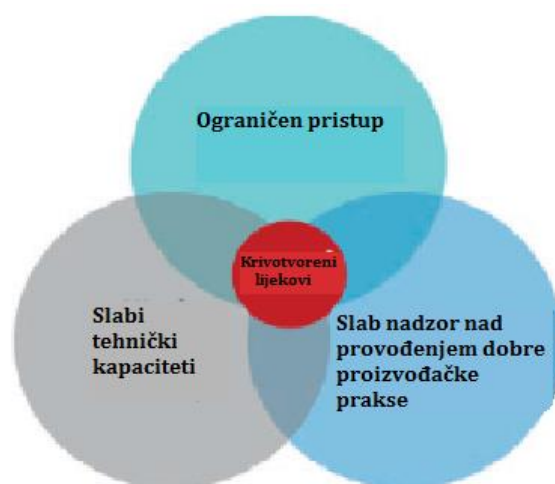 Ograničen pristup
Krivotvoreni
lijekovi
Slabi
tehnički
kapaciteti
Slab nadzor nad
provođenjem dobre
proizvođačke
prakse